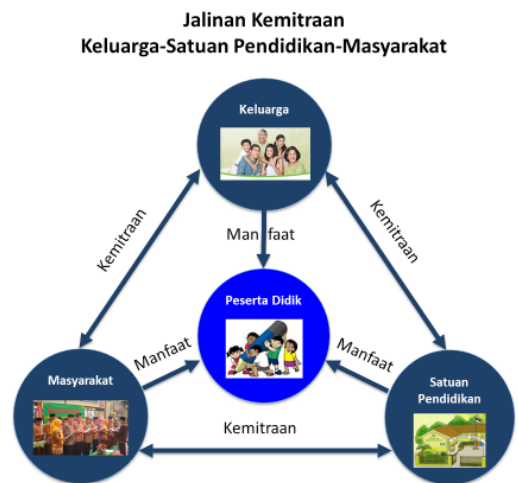 Jalinan Kemitraan
Keluarga-Satuan Pendidikan-Masyarakat
Keluarga
Kemitraan
Kemitraan
Manfaat
Peserta Didik
Manfaat
Manfaat
Masyarakat
Satuan
Pendidikan
Kemitraan